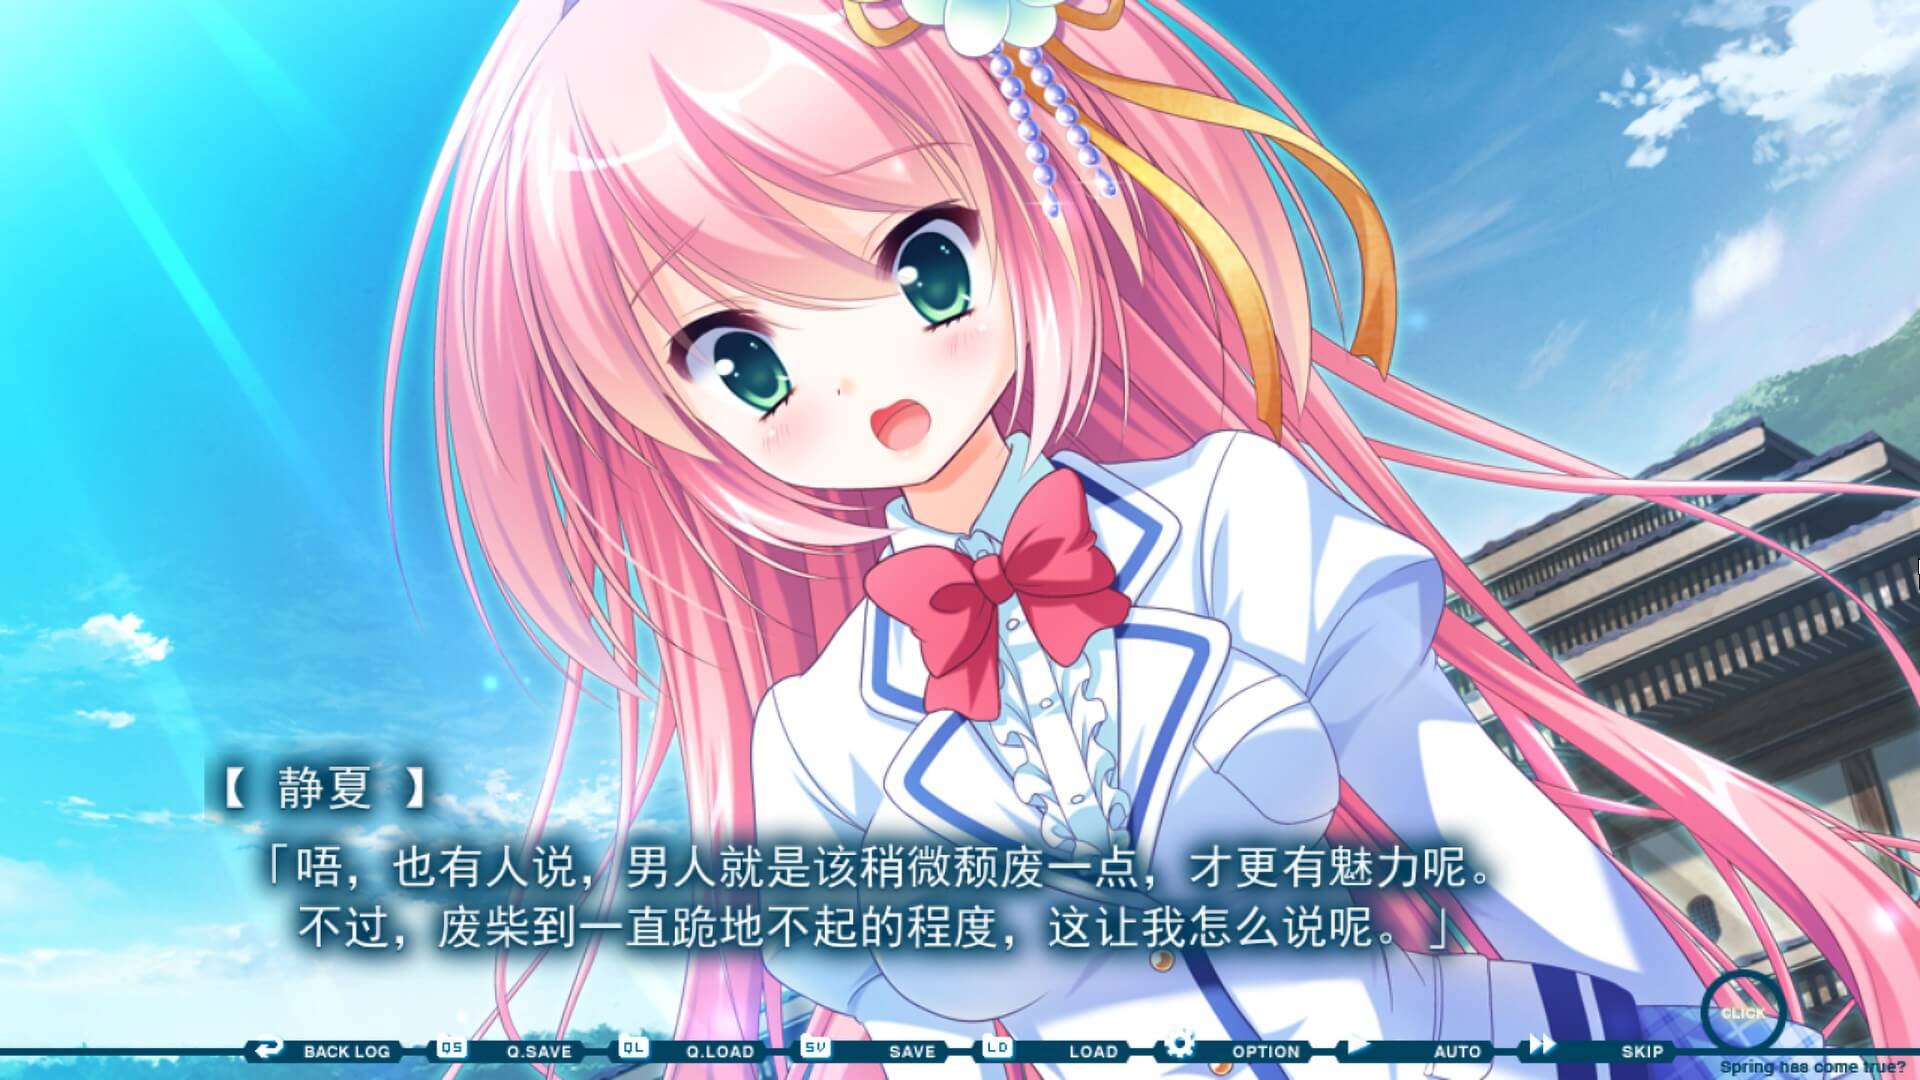 【 静夏 】
「唔，也有人说，男人就是该稍微颓废一点，才更有魅力呢。
不过，废柴到一直跪地不起的程度，这让我怎么说呢。」
CLICK
BACK LOG QS Q.SAVE QL Q.LOAD SV SAVE LD LOAD OPTION AUTO SKIP
Spring has come true?